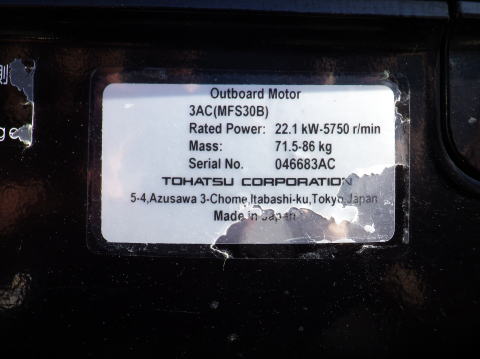 Outboard Motor
3AC(MFS30B)
Rated Power: 22.1 kW-5750 r/min
Mass: 71.5-86 kg
Serial No. 046683AC
TOHATSU CORPORATION
5-4,Azusawa 3-Chome,Itabashi-ku,Tokyo,Japan
Made in Japan